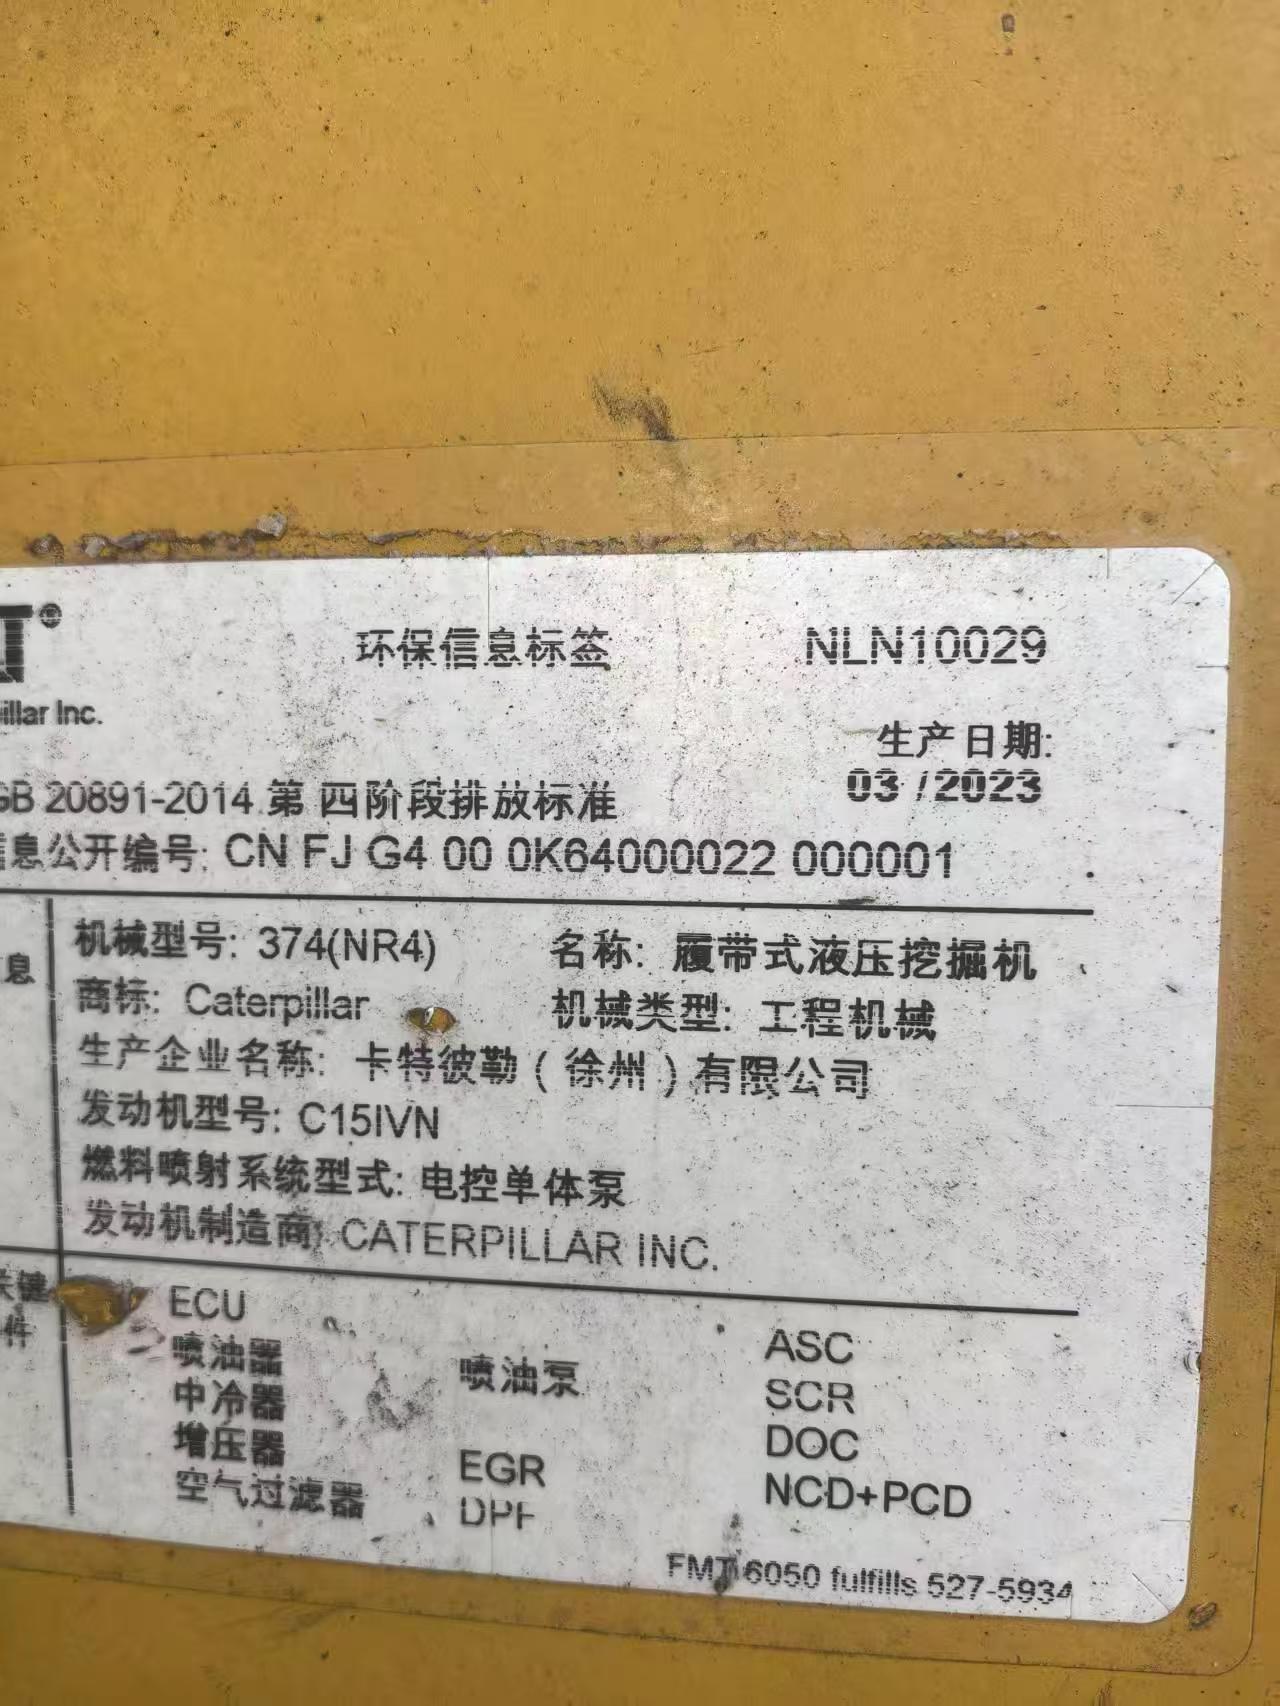 T®
环保信息标签 NLN10029
illar Inc.
生产日期:
03 /2023
GB 20891-2014 第 四阶段排放标准
信息公开编号: CN FJ G4 00 0K64000022 000001
息
机械型号: 374(NR4) 名称: 履带式液压挖掘机
商标: Caterpillar 机械类型: 工程机械
生产企业名称: 卡特彼勒(徐州)有限公司
发动机型号: C15IVN
燃料喷射系统型式: 电控单体泵
发动机制造商: CATERPILLAR INC.
关键
件
ECU ASC
喷油器 喷油泵 SCR
中冷器 DOC
增压器 EGR NCD+PCD
空气过滤器 DPF
FMT 6050 fulfills 527-5934